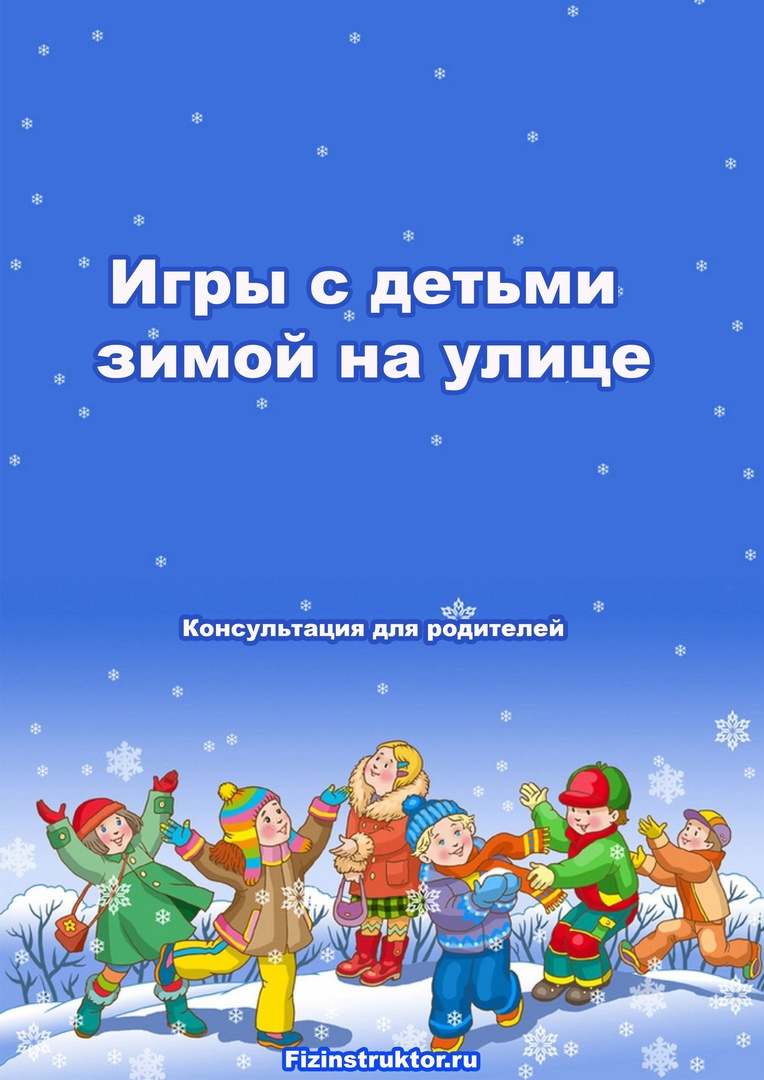 Игры с детьми
зимой на улице
Консультация для родителей
Fizinstruktor.ru